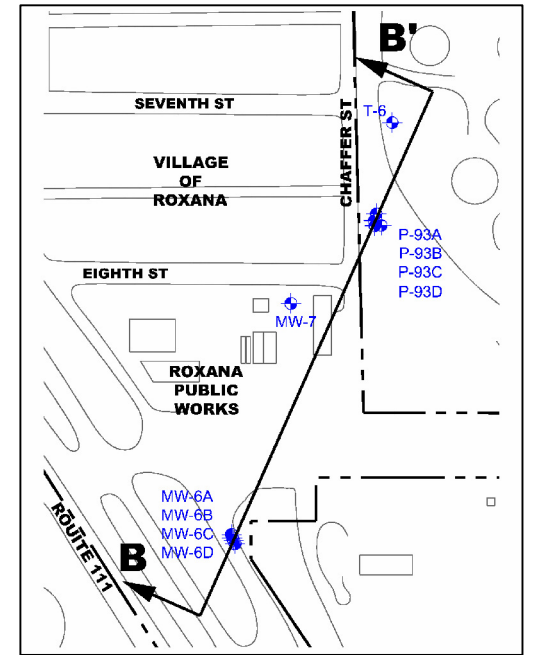 B'
SEVENTH ST
T-6
CHAFFER ST
VILLAGE
OF
ROXANA
P-93A
P-93B
P-93C
P-93D
EIGHTH ST
MW-7
ROXANA
PUBLIC
WORKS
MW-6A
MW-6B
MW-6C
MW-6D
ROUITE 111
B